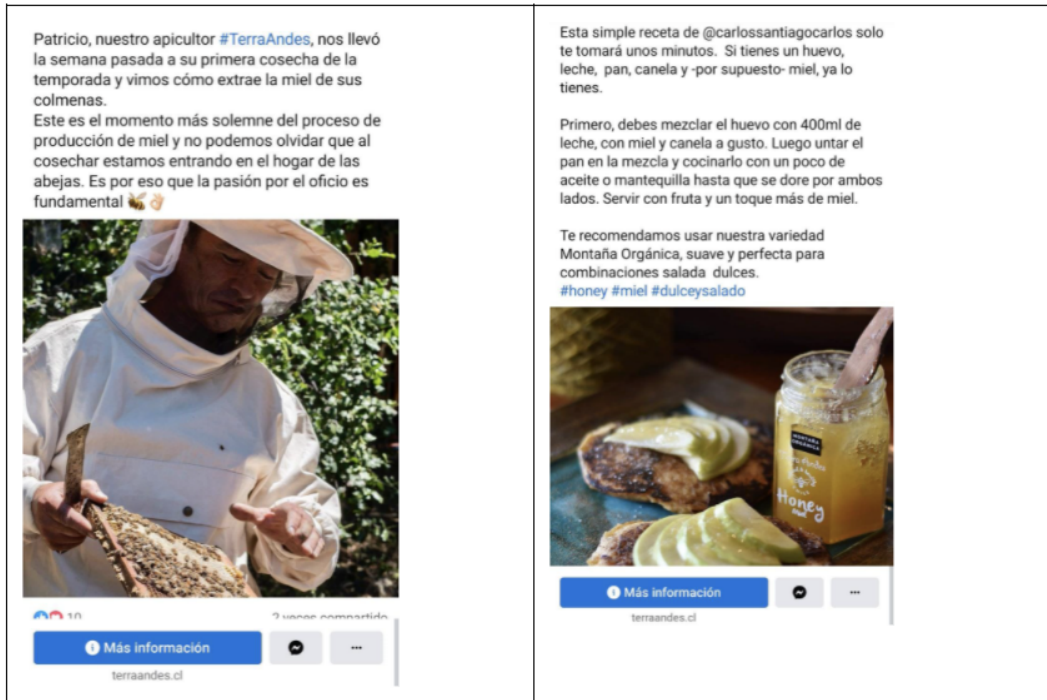 Patricio, nuestro apicultor #TerraAndes, nos llevó
la semana pasada a su primera cosecha de la
temporada y vimos cómo extrae la miel de sus
colmenas.
Este es el momento más solemne del proceso de
producción de miel y no podemos olvidar que al
cosechar estamos entrando en el hogar de las
abejas. Es por eso que la pasión por el oficio es
fundamental 🐝👌🏻
10
2 veces compartido
Más información
terraandes.cl
Esta simple receta de @carlossantiagocarlos solo
te tomará unos minutos. Si tienes un huevo,
leche, pan, canela y -por supuesto- miel, ya lo
tienes.
Primero, debes mezclar el huevo con 400ml de
leche, con miel y canela a gusto. Luego untar el
pan en la mezcla y cocinarlo con un poco de
aceite o mantequilla hasta que se dore por ambos
lados. Servir con fruta y un toque más de miel.
Te recomendamos usar nuestra variedad
Montaña Orgánica, suave y perfecta para
combinaciones salada dulces.
#honey #miel #dulceysalado
MONTAÑA
ORGÁNICA
Honey
Más información
terraandes.cl